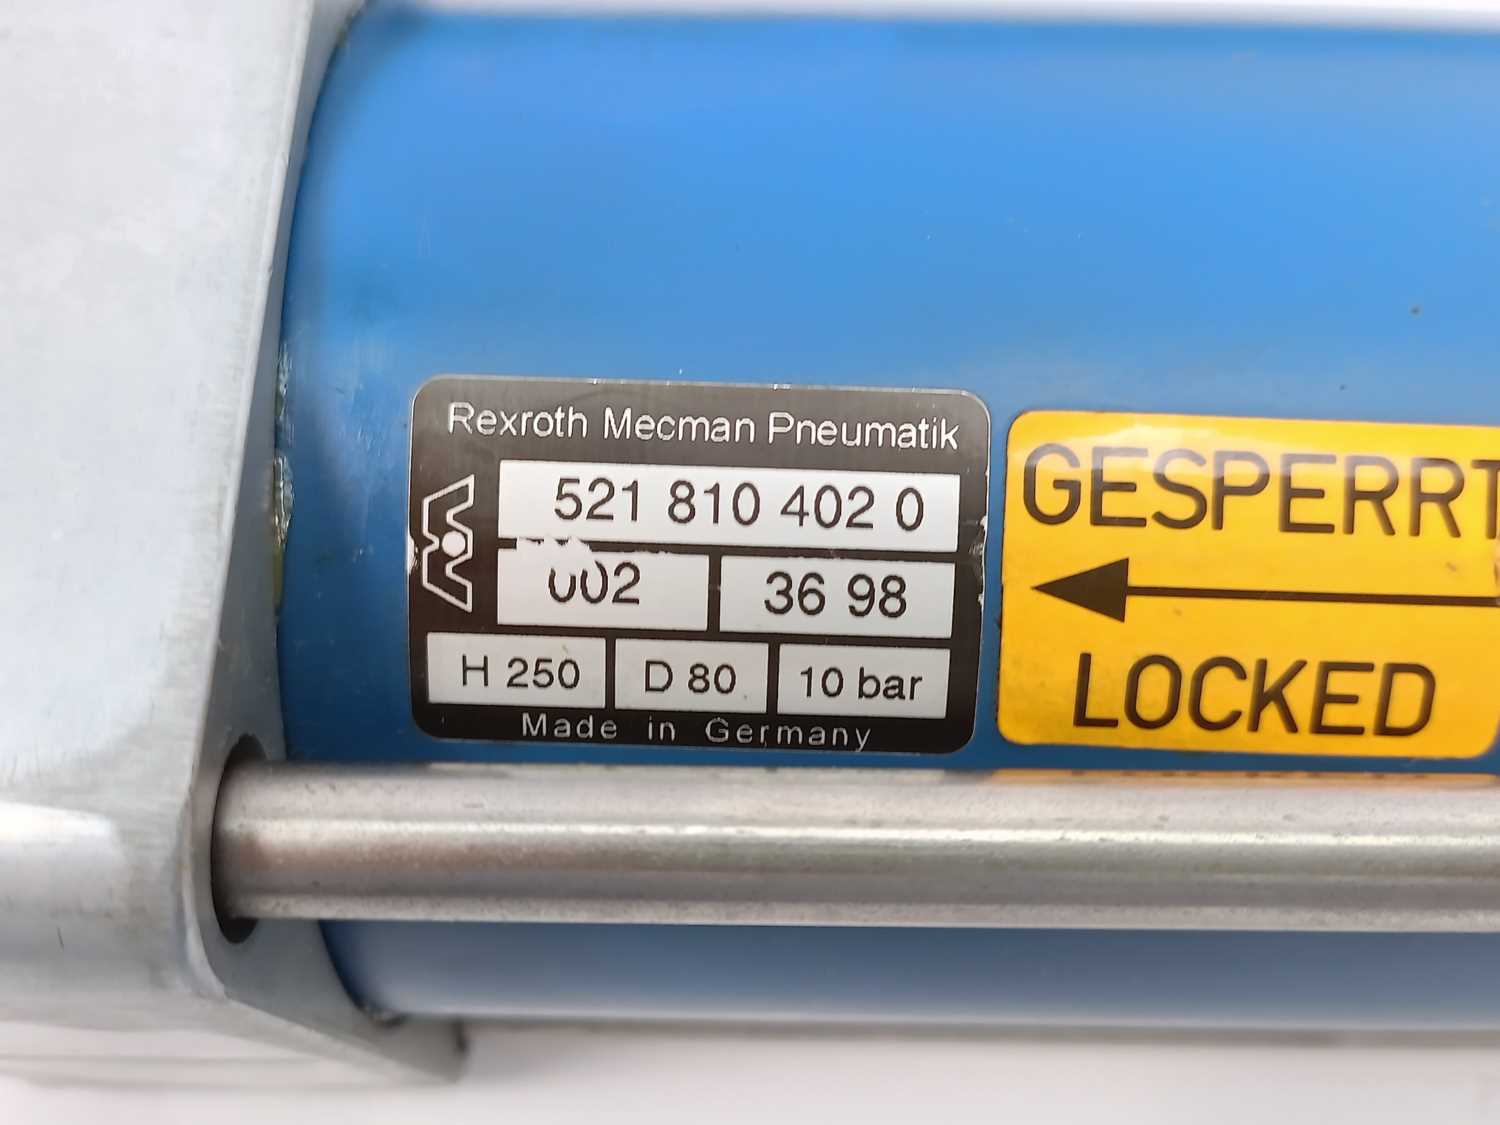 Rexroth Mecman Pneumatik
521 810 402 0
002
36 98
H 250
D 80
10 bar
Made in Germany
GESPERRT
LOCKED